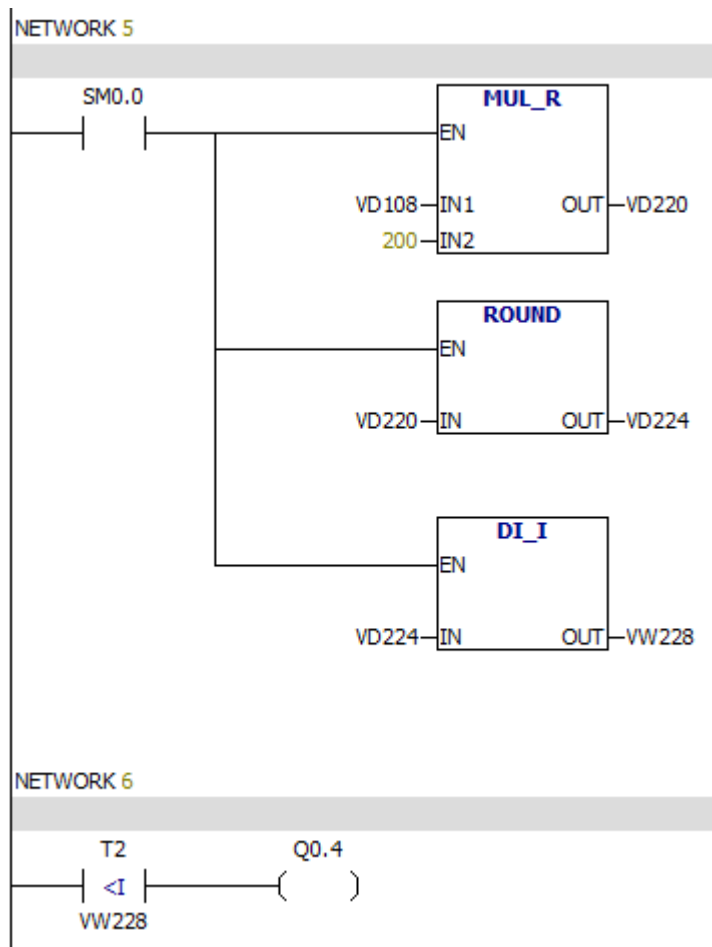 NETWORK 5
SM0.0
MUL_R
EN
VD108 IN1 OUT VD220
200 IN2
ROUND
EN
VD220 IN OUT VD224
DI_I
EN
VD224 IN OUT VW228
NETWORK 6
T2 Q0.4
<I
VW228